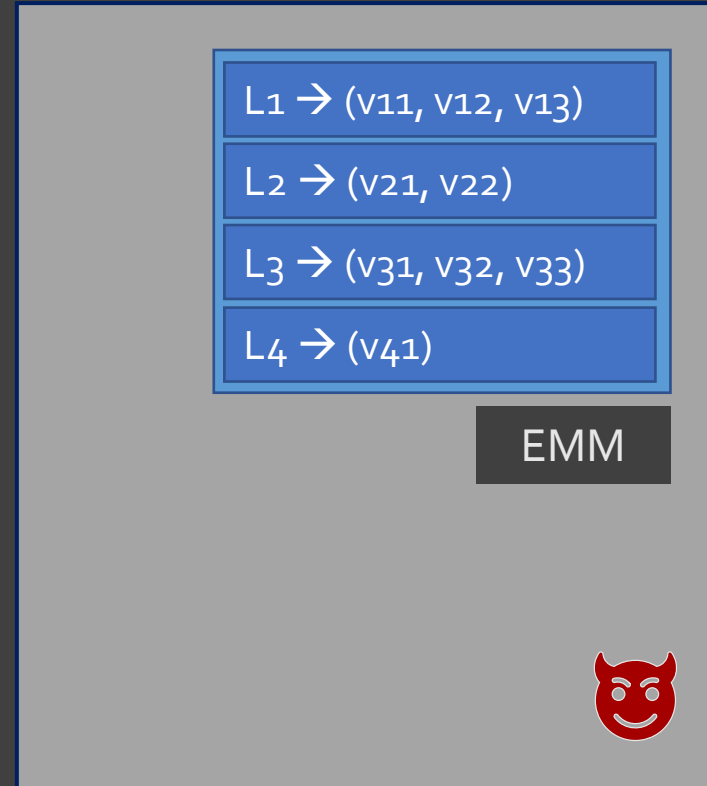 L1 → (v11, v12, v13)
L2 → (v21, v22)
L3 → (v31, v32, v33)
L4 → (v41)
EMM